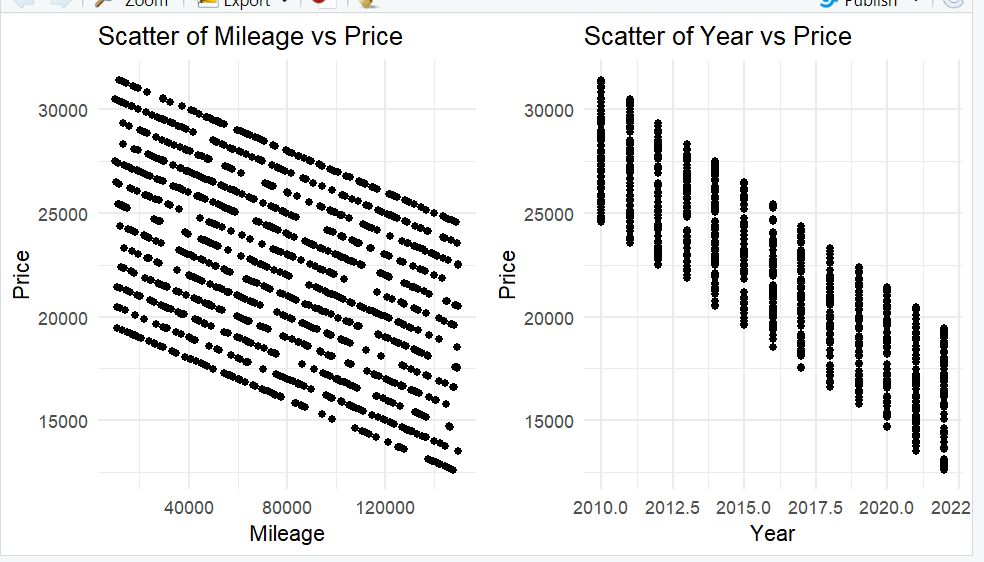 Zoom Export Publish
Scatter of Mileage vs Price
30000
25000
20000
15000
Price
40000 80000 120000
Mileage
Scatter of Year vs Price
30000
25000
20000
15000
Price
2010.0 2012.5 2015.0 2017.5 2020.0 2022
Year